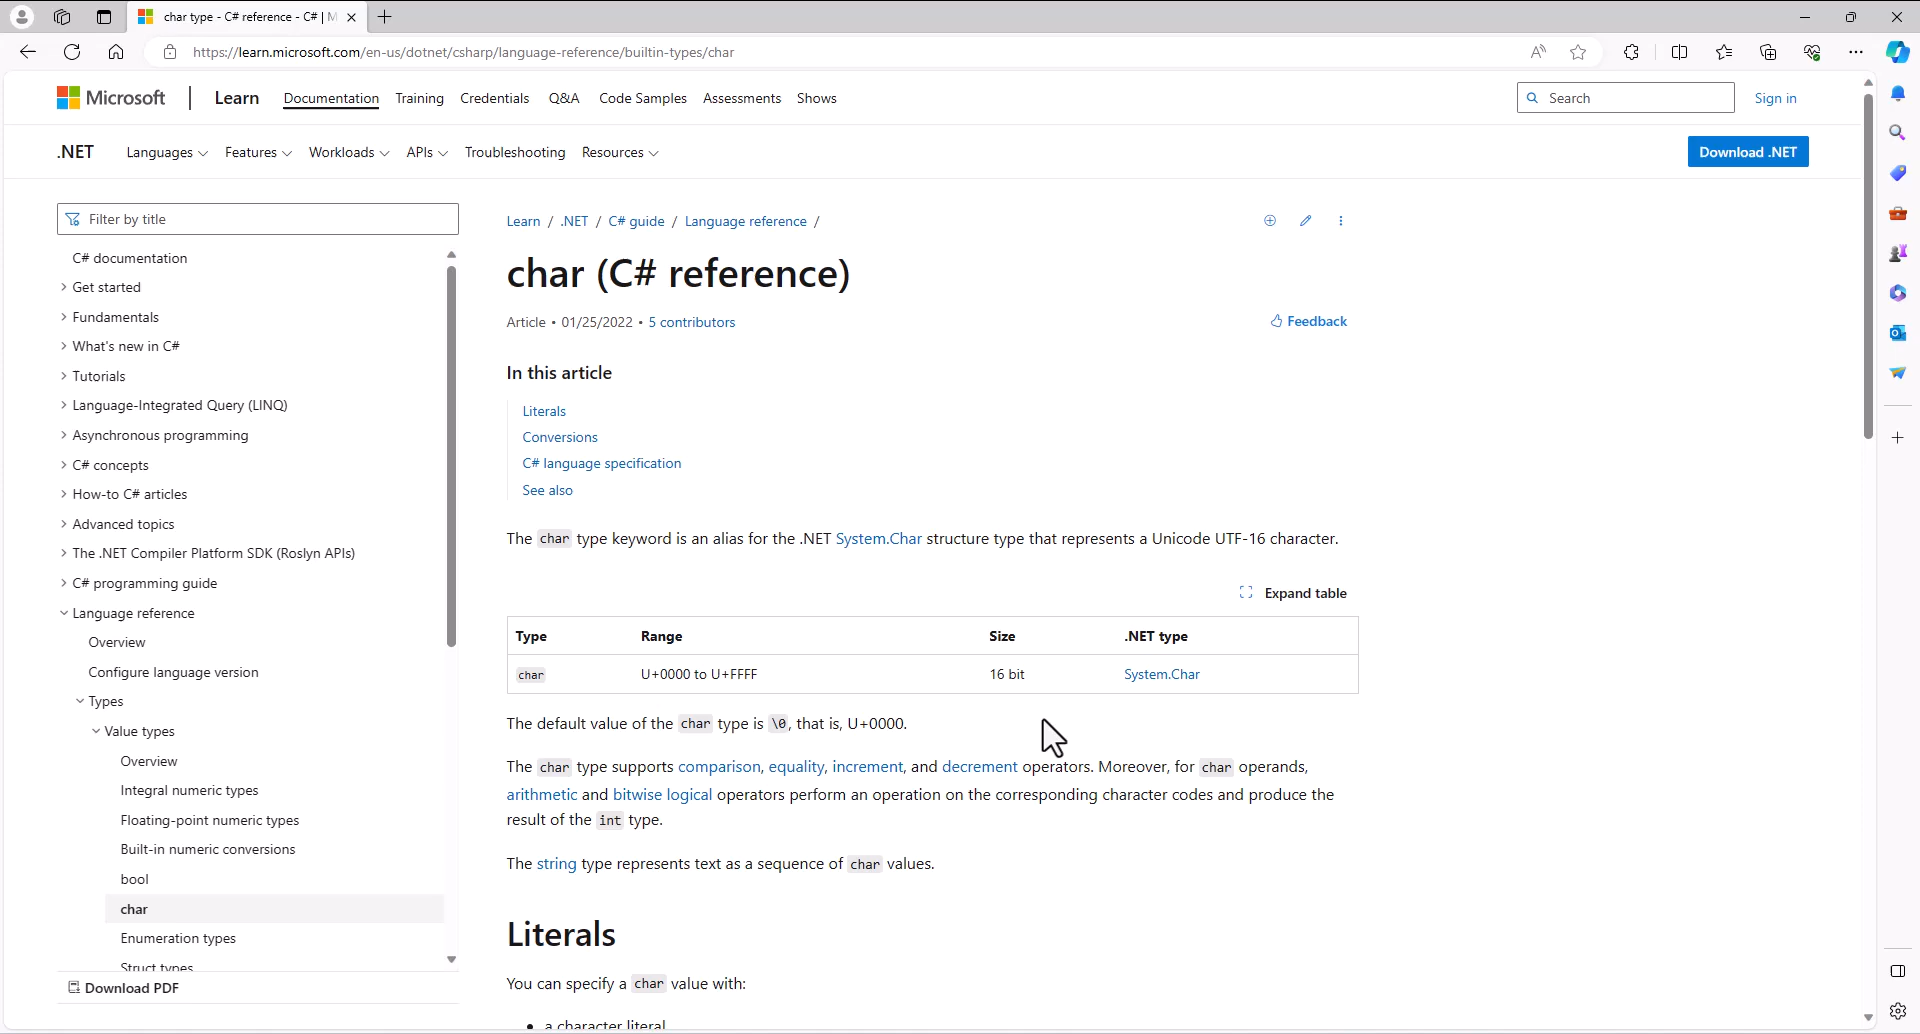 char type - C# reference - C# | M
https://learn.microsoft.com/en-us/dotnet/csharp/language-reference/builtin-types/char
Microsoft
Learn Documentation Training Credentials Q&A Code Samples Assessments Shows
Search
Sign in
.NET Languages Features Workloads APIs Troubleshooting Resources
Download .NET
Filter by title
C# documentation
Get started
Fundamentals
What's new in C#
Tutorials
Language-Integrated Query (LINQ)
Asynchronous programming
C# concepts
How-to C# articles
Advanced topics
The .NET Compiler Platform SDK (Roslyn APIs)
C# programming guide
Language reference
Overview
Configure language version
Types
Value types
Overview
Integral numeric types
Floating-point numeric types
Built-in numeric conversions
bool
char
Enumeration types
Struct types
Download PDF
Learn / .NET / C# guide / Language reference /
char (C# reference)
Article • 01/25/2022 • 5 contributors
Feedback
In this article
Literals
Conversions
C# language specification
See also
The char type keyword is an alias for the .NET System.Char structure type that represents a Unicode UTF-16 character.
Expand table
Type Range Size .NET type
char U+0000 to U+FFFF 16 bit System.Char
The default value of the char type is \0, that is, U+0000.
The char type supports comparison, equality, increment, and decrement operators. Moreover, for char operands,
arithmetic and bitwise logical operators perform an operation on the corresponding character codes and produce the
result of the int type.
The string type represents text as a sequence of char values.
Literals
You can specify a char value with:
• a character literal